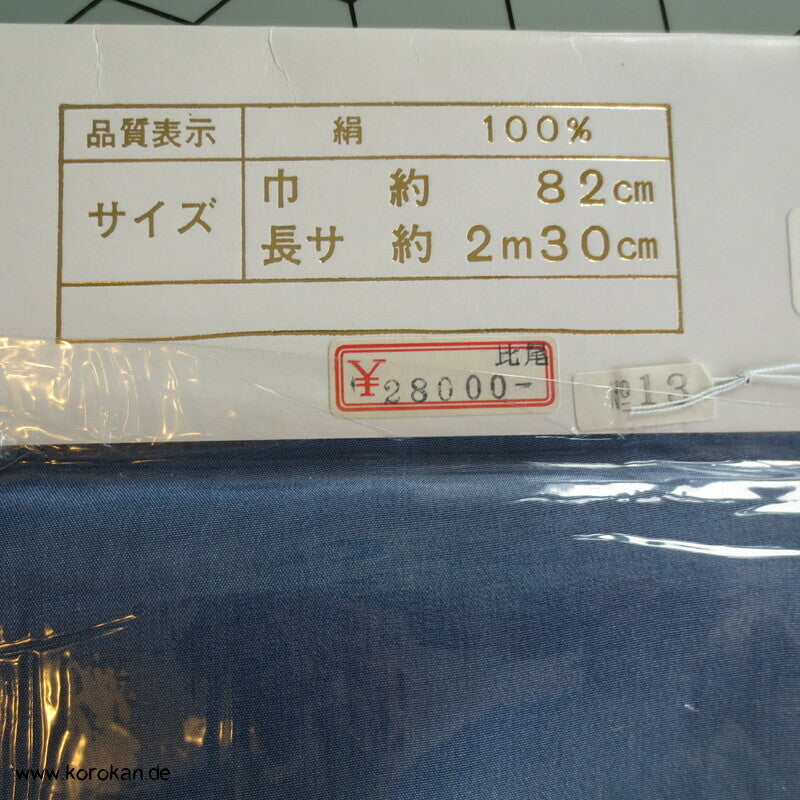 品質表示 絹 100%
サイズ 巾 約 82cm
長サ 約 2m30cm
比尾
¥28000-
13
www.korokan.de